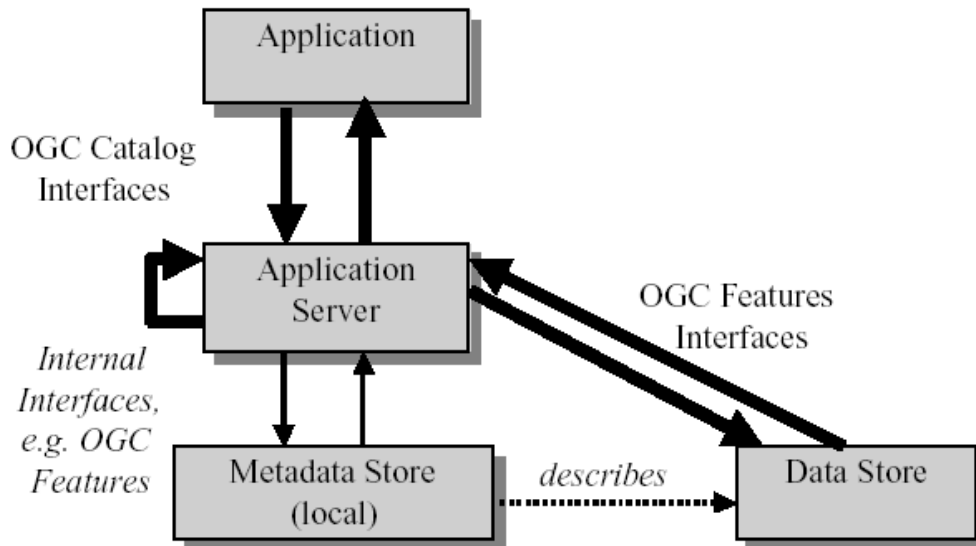 Application
OGC Catalog
Interfaces
Application
Server
OGC Features
Interfaces
Internal
Interfaces,
e.g. OGC
Features
Metadata Store
(local)
describes
Data Store